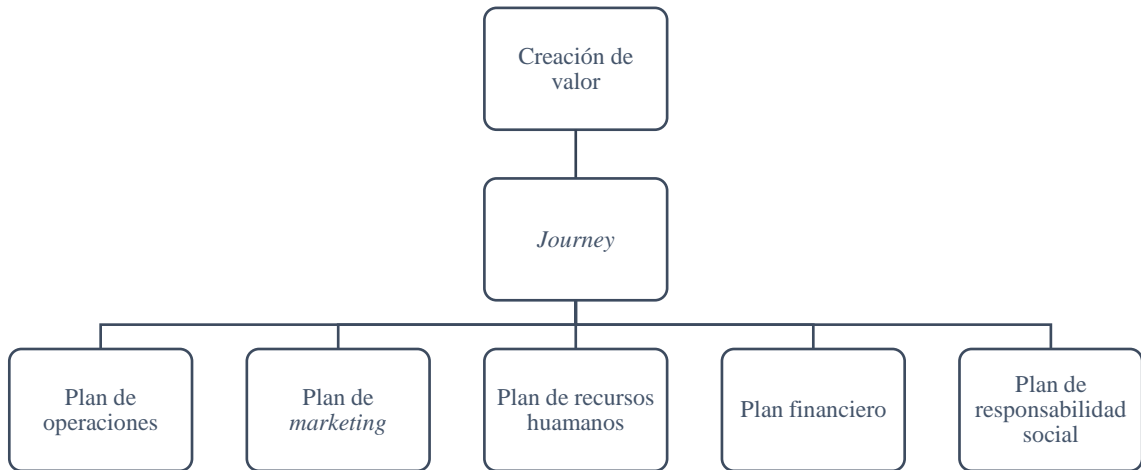 Creación de
valor
Journey
Plan de
operaciones
Plan de
marketing
Plan de recursos
huamanos
Plan financiero
Plan de
responsabilidad
social